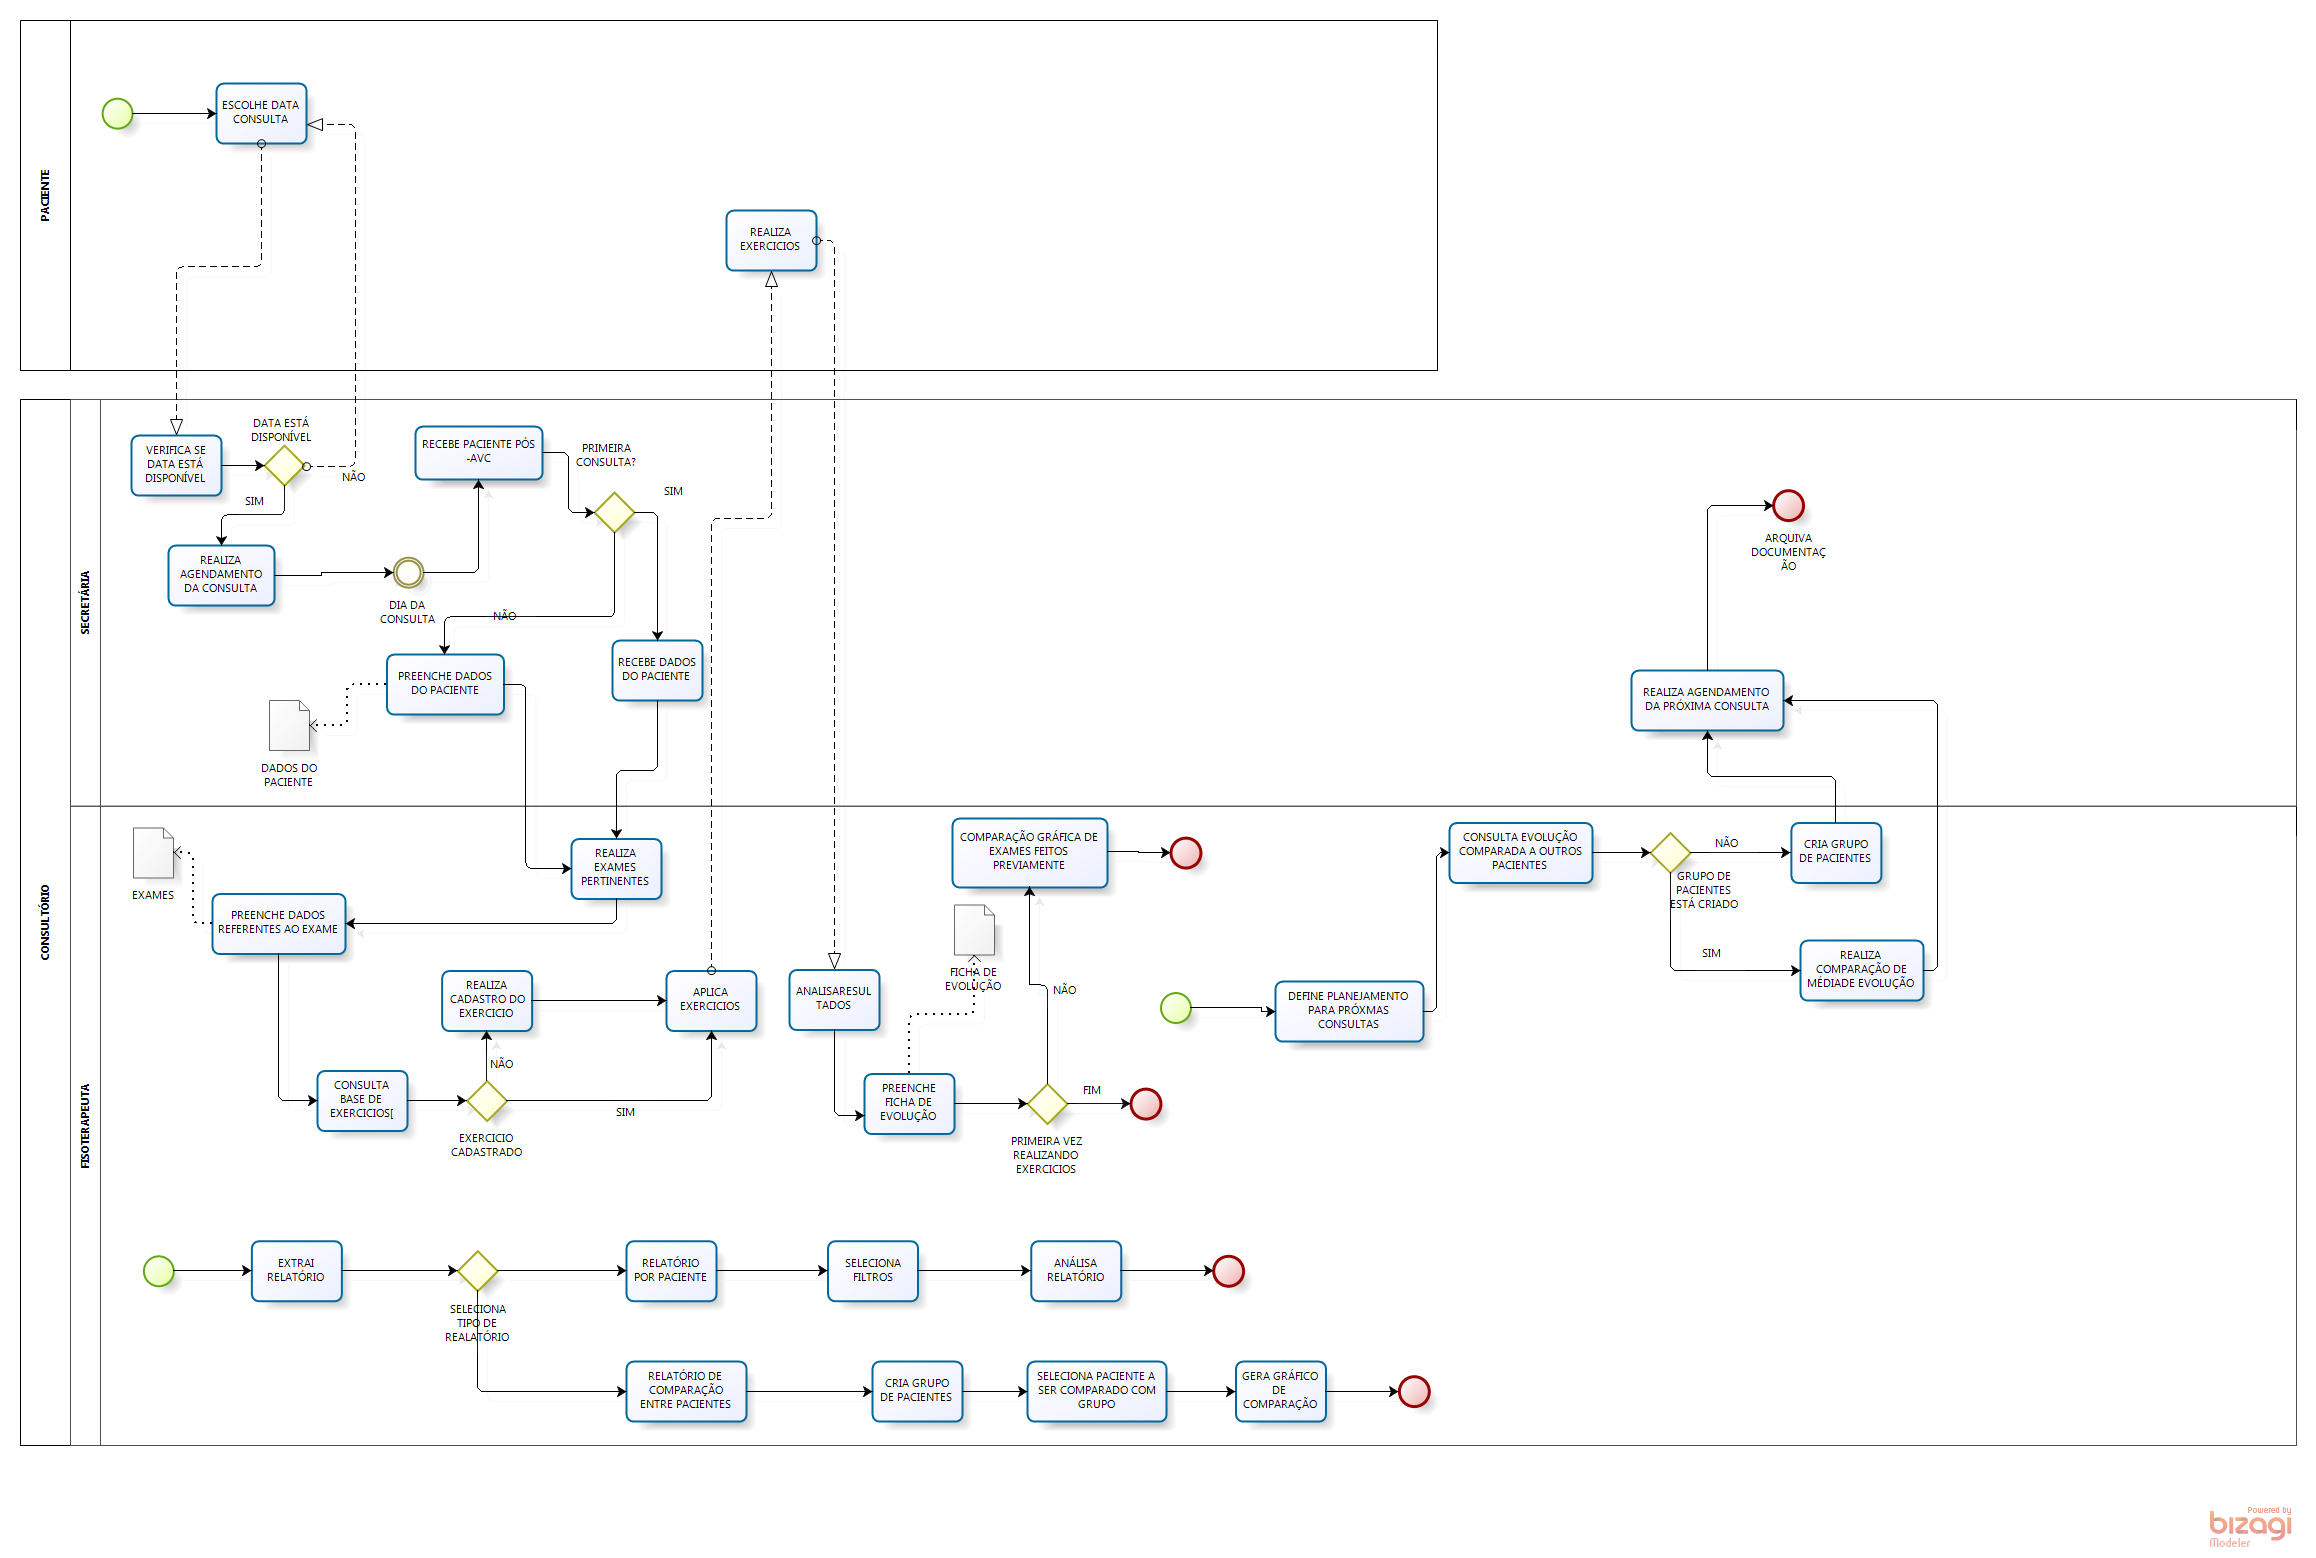 PACIENTE
ESCOLHE DATA
CONSULTA
REALIZA
EXERCICIOS
CONSULTÓRIO
SECRETÁRIA
VERIFICA SE
DATA ESTÁ
DISPONÍVEL
DATA ESTÁ
DISPONÍVEL
NÃO
SIM
REALIZA
AGENDAMENTO
DA CONSULTA
DIA DA
CONSULTA
RECEBE PACIENTE PÓS
-AVC
PRIMEIRA
CONSULTA?
SIM
NÃO
PREENCHE DADOS
DO PACIENTE
DADOS DO
PACIENTE
RECEBE DADOS
DO PACIENTE
REALIZA AGENDAMENTO
DA PRÓXIMA CONSULTA
ARQUIVA
DOCUMENTAÇ
ÃO
FISOTERAPEUTA
EXAMES
PREENCHE DADOS
REFERENTES AO EXAME
REALIZA
EXAMES
PERTINENTES
CONSULTA
BASE DE
EXERCICIOS[
EXERCICIO
CADASTRADO
NÃO
SIM
REALIZA
CADASTRO DO
EXERCICIO
APLICA
EXERCICIOS
ANALISARESUL
TADOS
PREENCHE
FICHA DE
EVOLUÇÃO
FICHA DE
EVOLUÇÃO
PRIMEIRA VEZ
REALIZANDO
EXERCICIOS
NÃO
FIM
COMPARAÇÃO GRÁFICA DE
EXAMES FEITOS
PREVIAMENTE
DEFINE PLANEJAMENTO
PARA PRÓXMAS
CONSULTAS
CONSULTA EVOLUÇÃO
COMPARADA A OUTROS
PACIENTES
GRUPO DE
PACIENTES
ESTÁ CRIADO
NÃO
SIM
CRIA GRUPO
DE PACIENTES
REALIZA
COMPARAÇÃO DE
MÉDIADE EVOLUÇÃO
EXTRAI
RELATÓRIO
SELECIONA
TIPO DE
REALATÓRIO
RELATÓRIO
POR PACIENTE
SELECIONA
FILTROS
ANÁLISA
RELATÓRIO
RELATÓRIO DE
COMPARAÇÃO
ENTRE PACIENTES
CRIA GRUPO
DE PACIENTES
SELECIONA PACIENTE A
SER COMPARADO COM
GRUPO
GERA GRÁFICO
DE
COMPARAÇÃO
Powered by
bizagi
Modeler